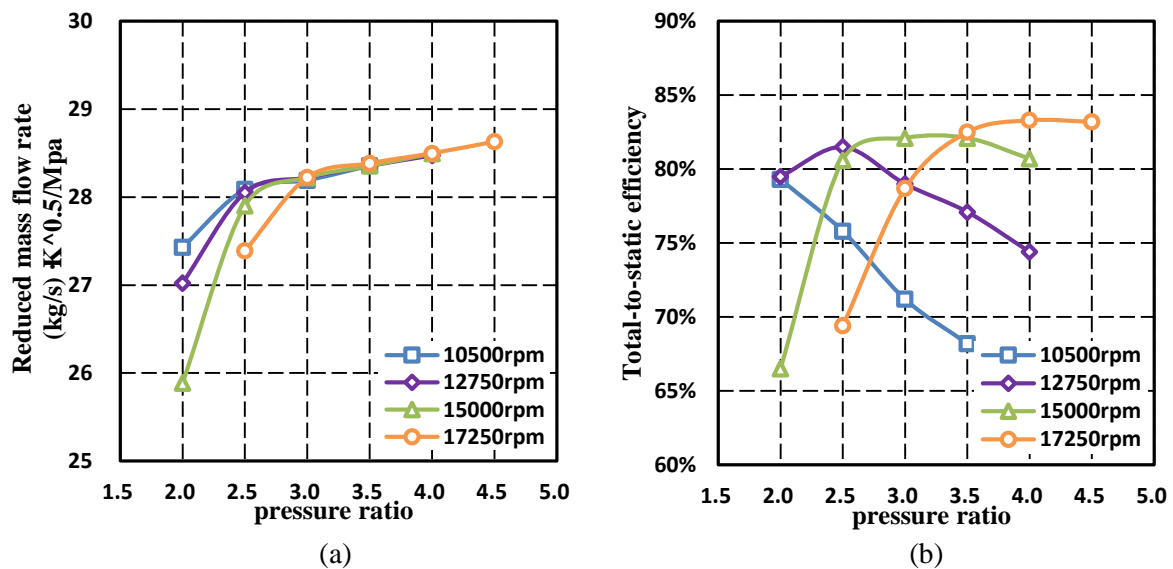 Reduced mass flow rate
(kg/s) K^0.5/Mpa
30
29
28
27
26
25
1.5 2.0 2.5 3.0 3.5 4.0 4.5 5.0
pressure ratio
10500rpm
12750rpm
15000rpm
17250rpm
(a)
Total-to-static efficiency
90%
85%
80%
75%
70%
65%
60%
1.5 2.0 2.5 3.0 3.5 4.0 4.5 5.0
pressure ratio
10500rpm
12750rpm
15000rpm
17250rpm
(b)